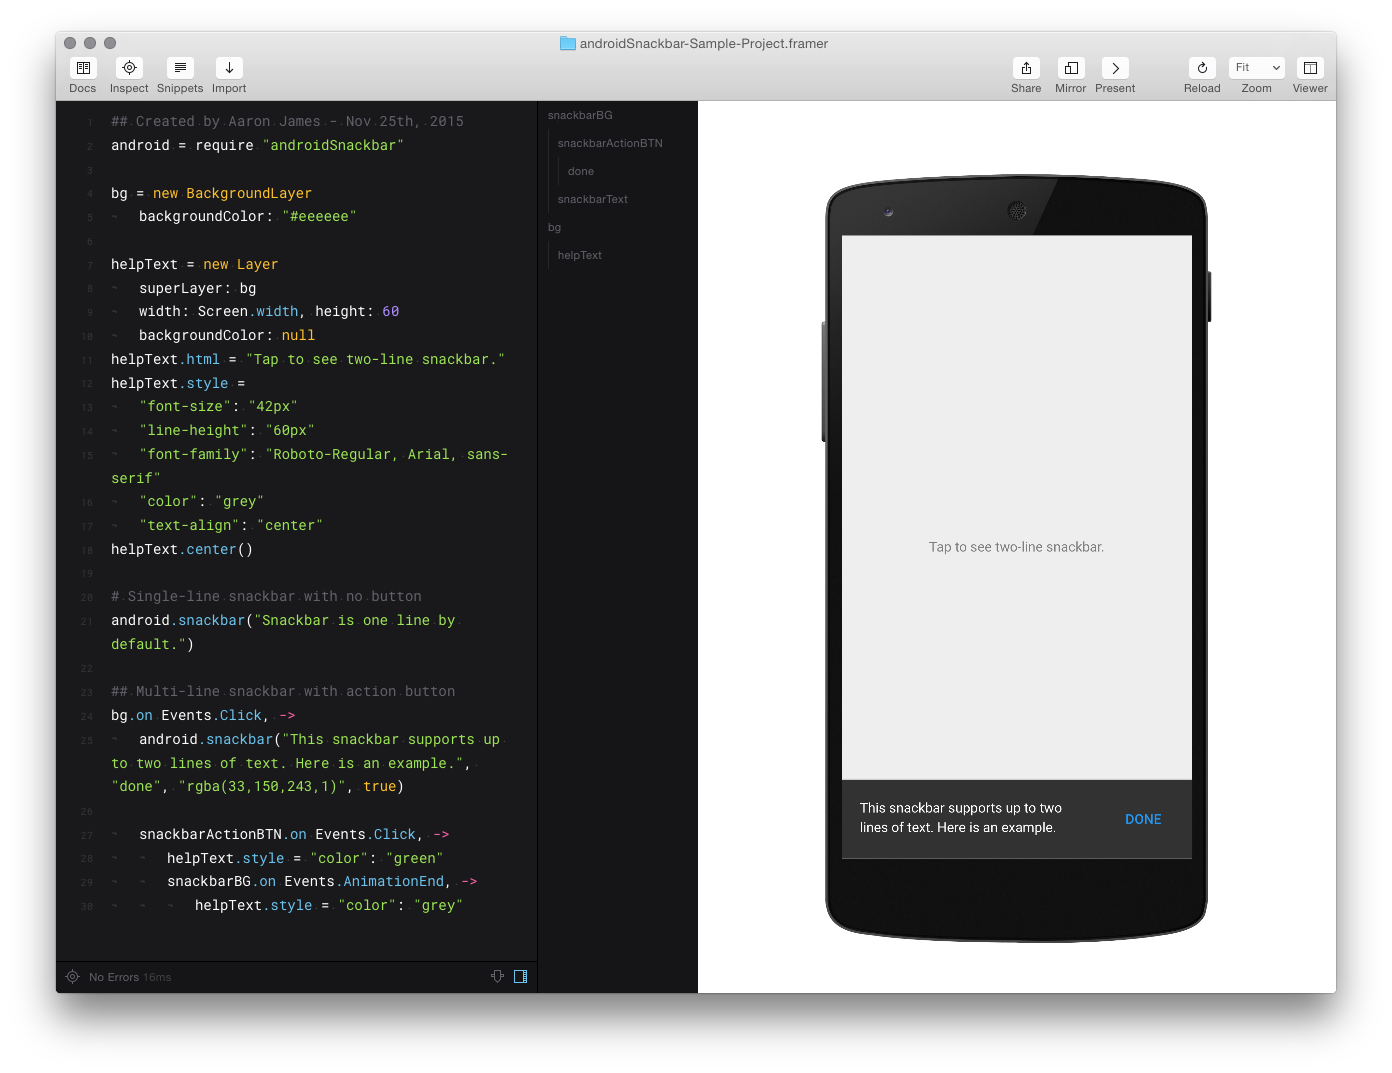 androidSnackbar-Sample-Project.framer
Docs Inspect Snippets Import Share Mirror Present Reload Fit Zoom Viewer
1 ## Created by Aaron James - Nov 25th, 2015
2 android = require "androidSnackbar"
3
4 bg = new BackgroundLayer
5 backgroundColor: "#eeeeee"
6
7 helpText = new Layer
8 superLayer: bg
9 width: Screen.width, height: 60
10 backgroundColor: null
11 helpText.html = "Tap to see two-line snackbar."
12 helpText.style =
13 "font-size": "42px"
14 "line-height": "60px"
15 "font-family": "Roboto-Regular, Arial, sans-
serif"
16 "color": "grey"
17 "text-align": "center"
18 helpText.center()
19
20 # Single-line snackbar with no button
21 android.snackbar("Snackbar is one line by
default.")
22
23 ## Multi-line snackbar with action button
24 bg.on Events.Click, ->
25 android.snackbar("This snackbar supports up
to two lines of text. Here is an example.",
"done", "rgba(33,150,243,1)", true)
26
27 snackbarActionBTN.on Events.Click, ->
28 helpText.style = "color": "green"
29 snackbarBG.on Events.AnimationEnd, ->
30 helpText.style = "color": "grey"
No Errors 16ms
snackbarBG
snackbarActionBTN
done
snackbarText
bg
helpText
Tap to see two-line snackbar.
This snackbar supports up to two
lines of text. Here is an example.
DONE